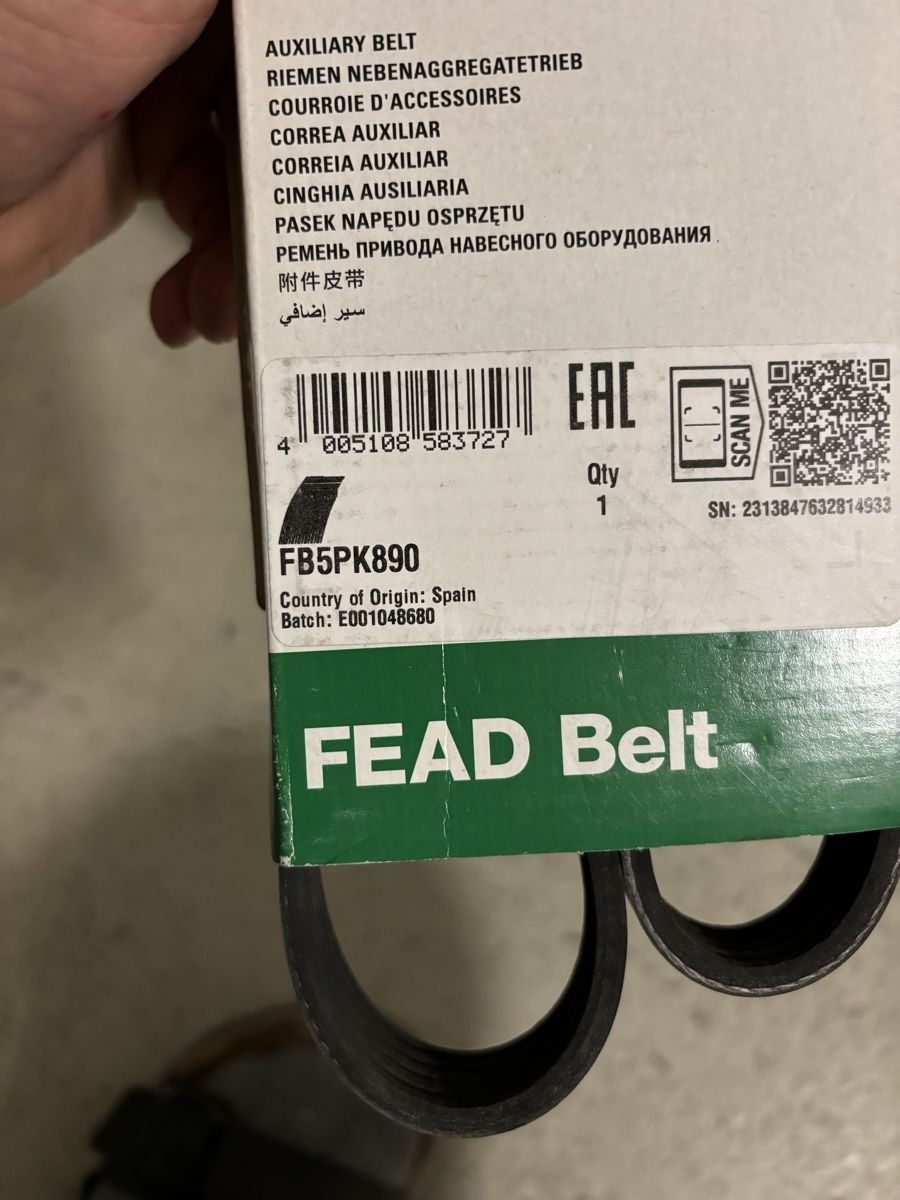 AUXILIARY BELT
RIEMEN NEBENAGGREGATETRIEB
COURROIE D'ACCESSOIRES
CORREA AUXILIAR
CORREIA AUXILIAR
CINGHIA AUSILIARIA
PASEK NAPĘDU OSPRZĘTU
РЕМЕНЬ ПРИВОДА НАВЕСНОГО ОБОРУДОВАНИЯ
附件皮带
سير إضافي
4 005108 583727
EAC
Qty
1
SCAN ME
SN: 2313847632814933
FB5PK890
Country of Origin: Spain
Batch: E001048680
FEAD Belt